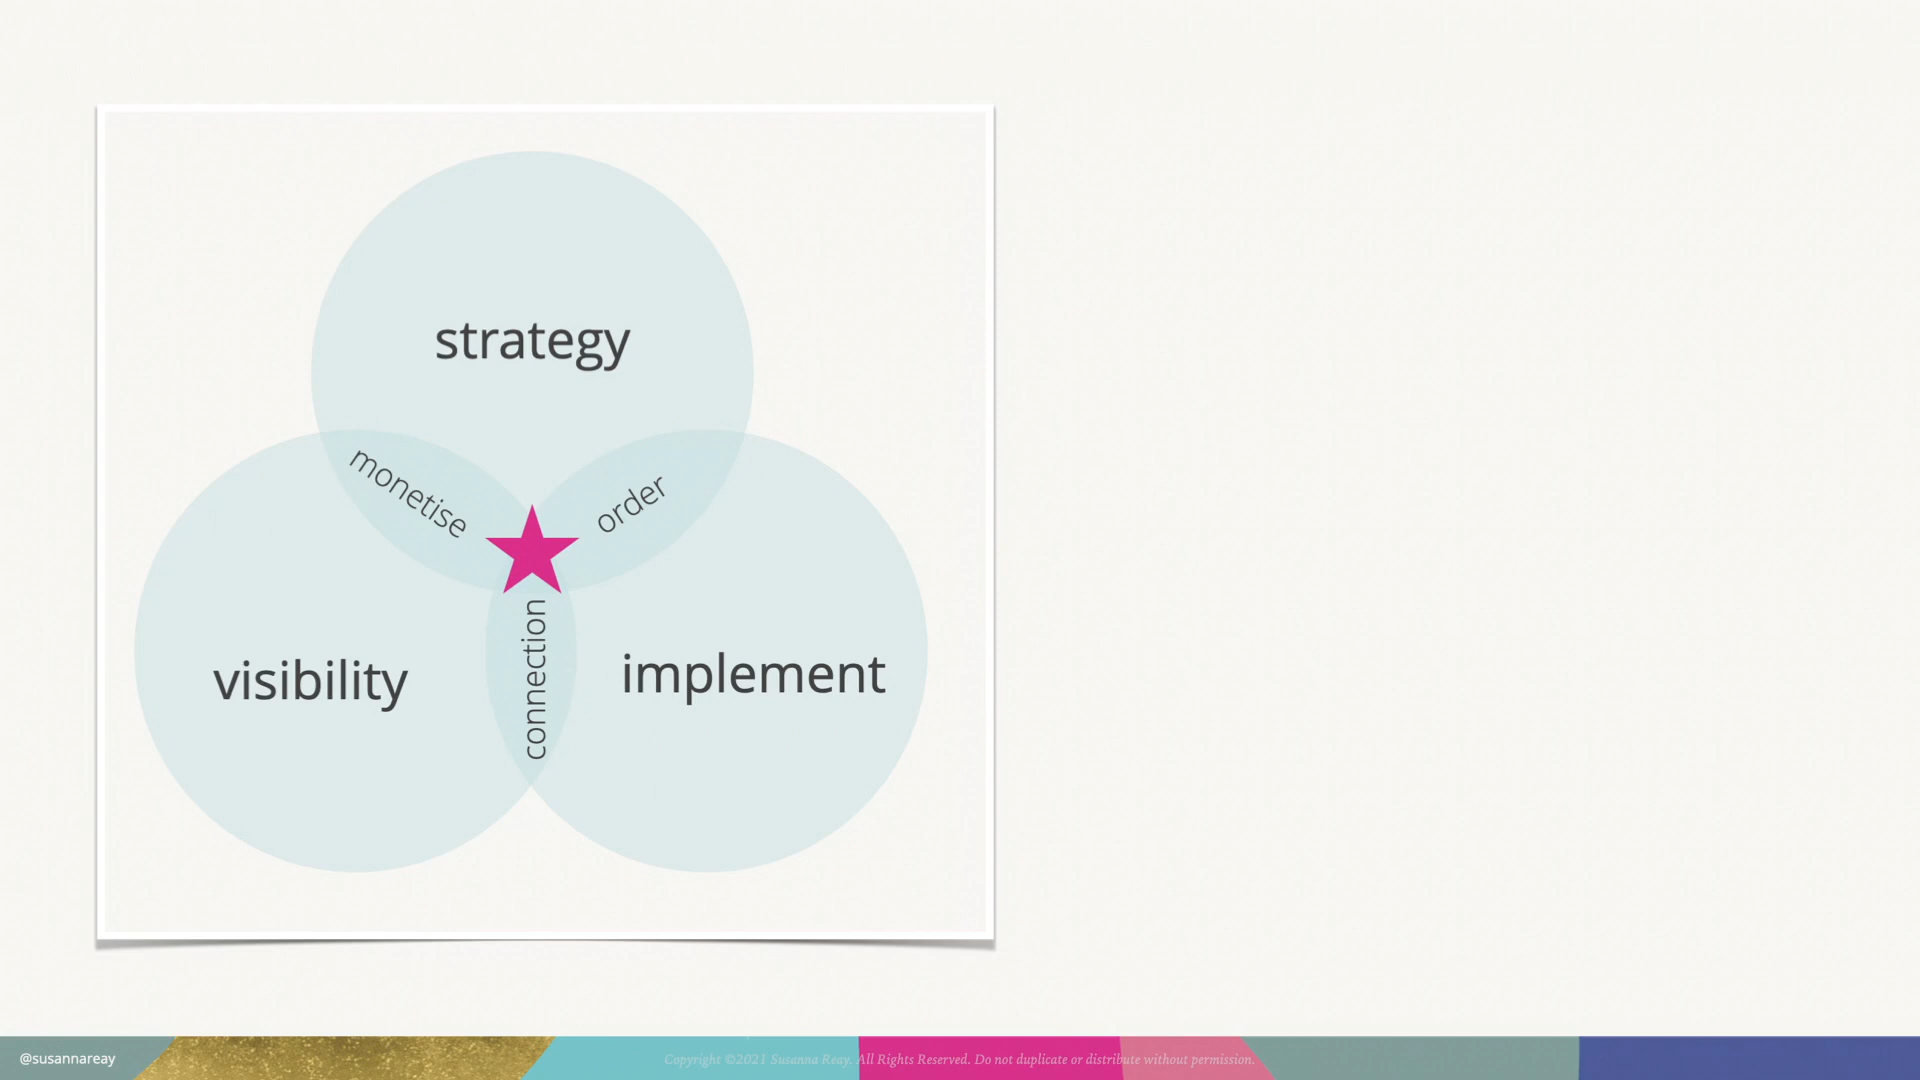 strategy
monetise
order
connection
visibility
implement
@susannareay
Copyright ©2021 Susanna Reay. All Rights Reserved. Do not duplicate or distribute without permission.